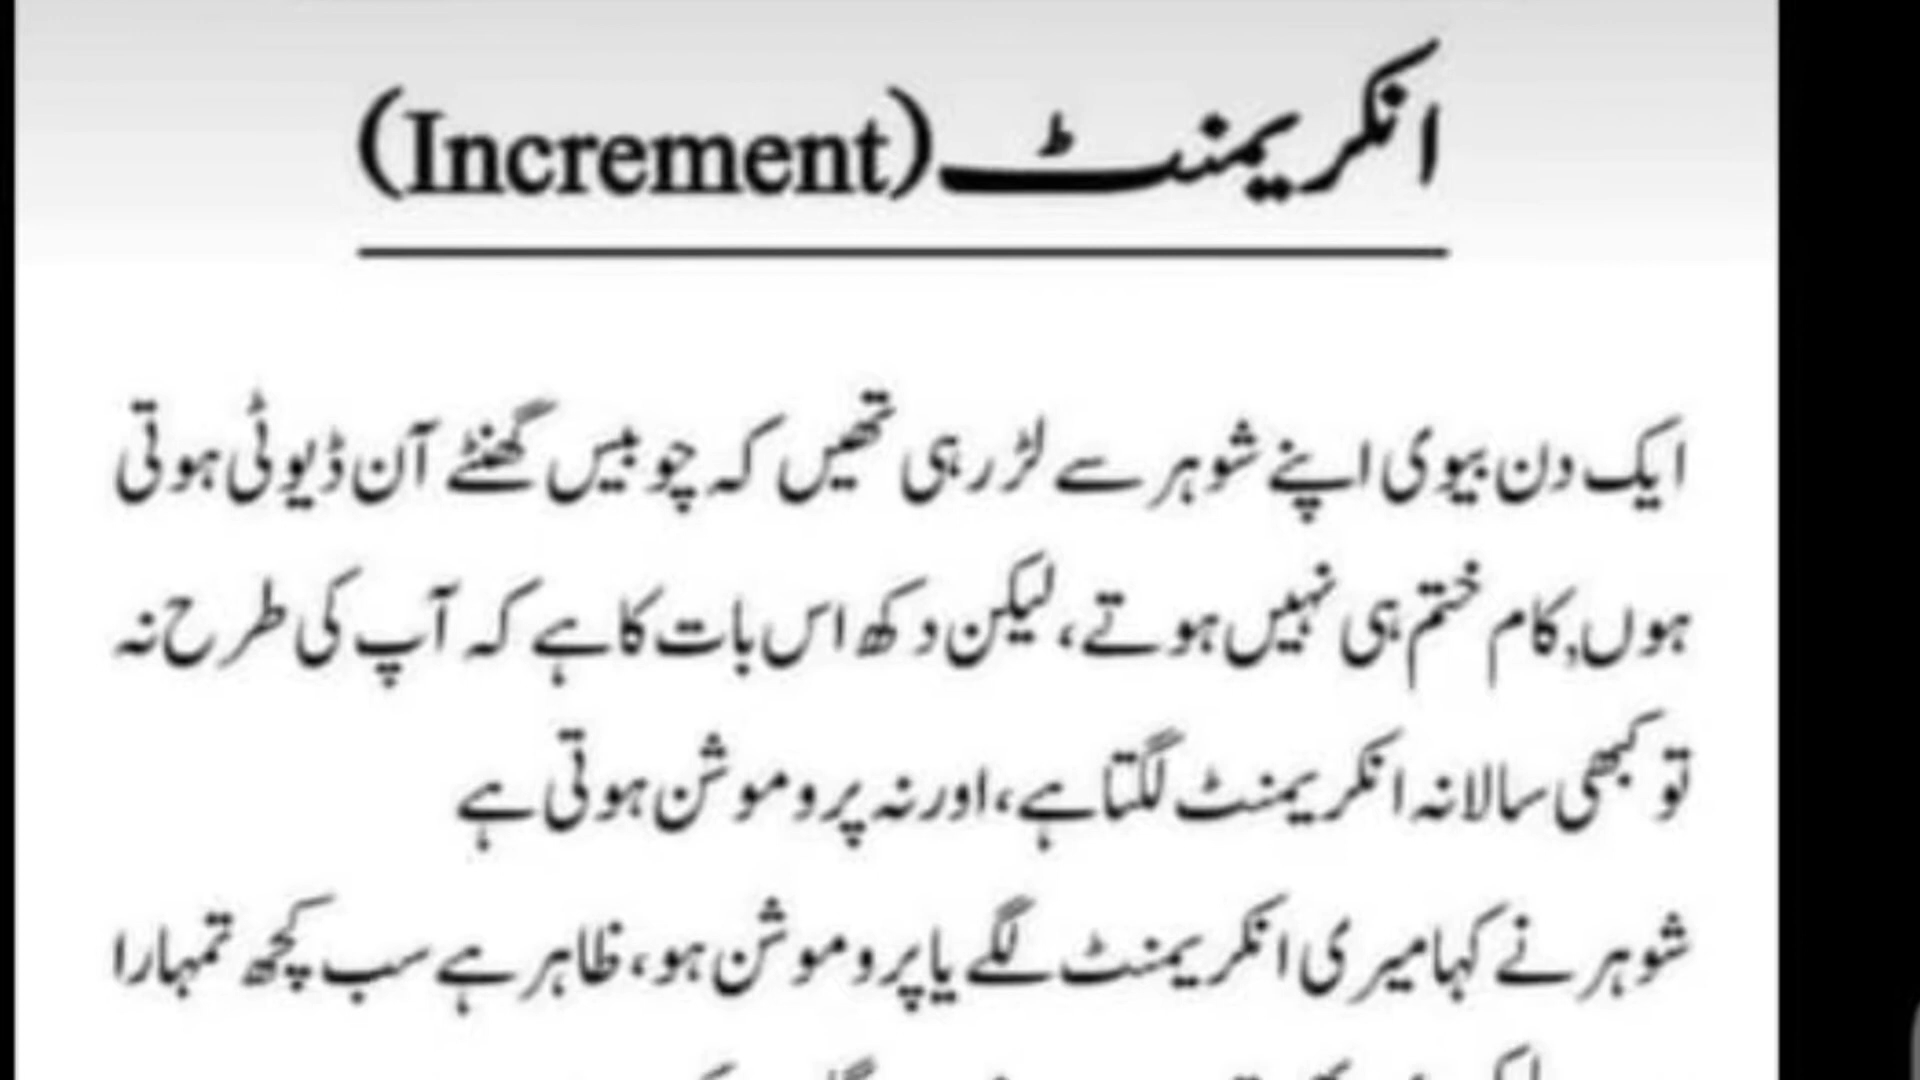 انکریمنٹ (Increment)
ایک دن بیوی اپنے شوہر سے لڑ رہی تھیں کہ چوبیس گھنٹے آن ڈیوٹی ہوتی
ہوں, کام ختم ہی نہیں ہوتے، لیکن دکھ اس بات کا ہے کہ آپ کی طرح نہ
تو کبھی سالانہ انکریمنٹ لگتا ہے، اور نہ پروموشن ہوتی ہے
شوہر نے کہا میری انکریمنٹ لگے یا پروموشن ہو، ظاہر ہے سب کچھ تمہارا